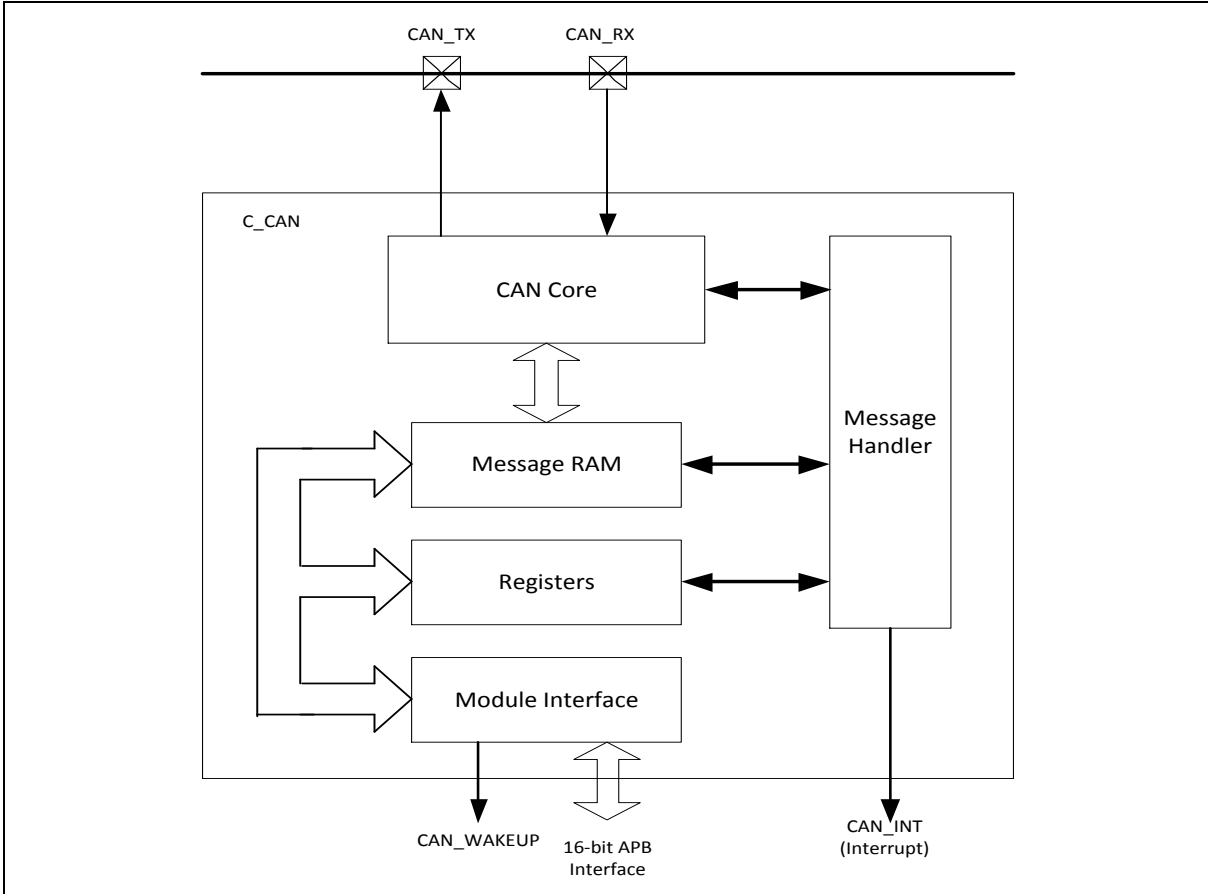 CAN_TX CAN_RX
C_CAN
CAN Core
Message
Handler
Message RAM
Registers
Module Interface
CAN_WAKEUP
16-bit APB
Interface
CAN_INT
(Interrupt)